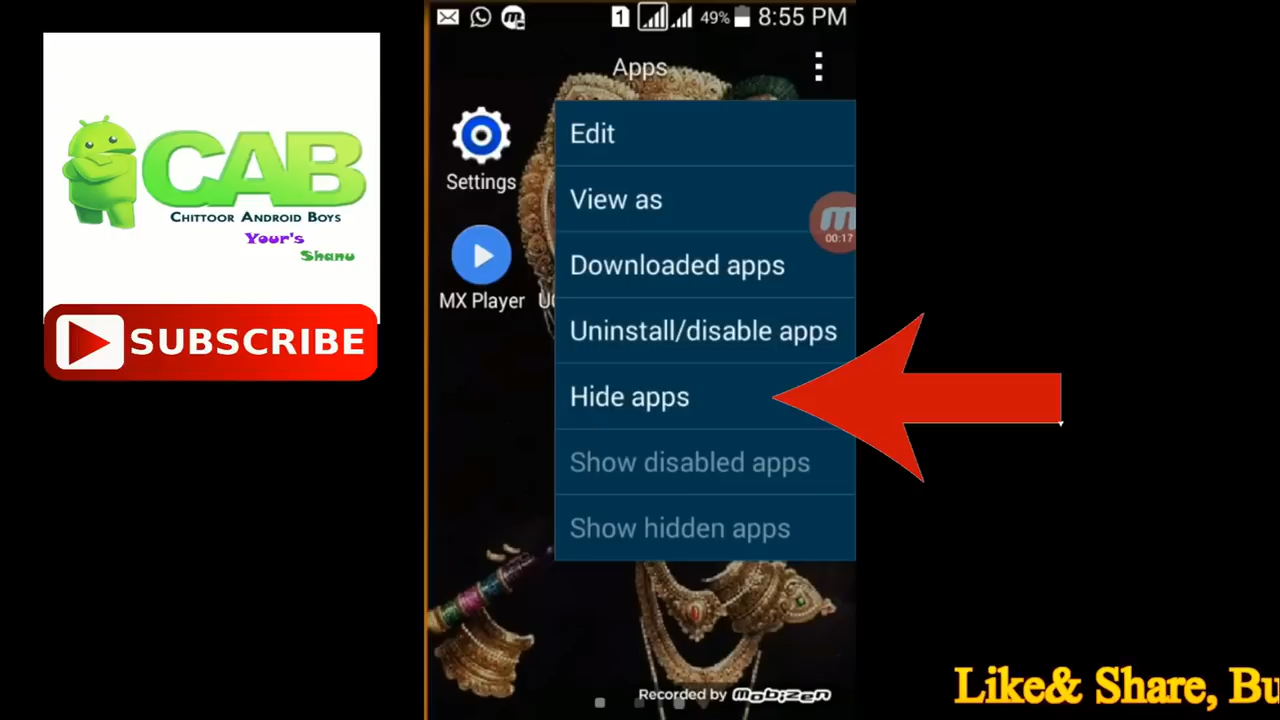 CAB
CHITTOOR ANDROID BOYS
Your's
Shanu
SUBSCRIBE
1 49% 8:55 PM
Apps
Settings
MX Player
Edit
View as
Downloaded apps
Uninstall/disable apps
Hide apps
Show disabled apps
Show hidden apps
00:17
Recorded by mobizen
Like& Share, Bu